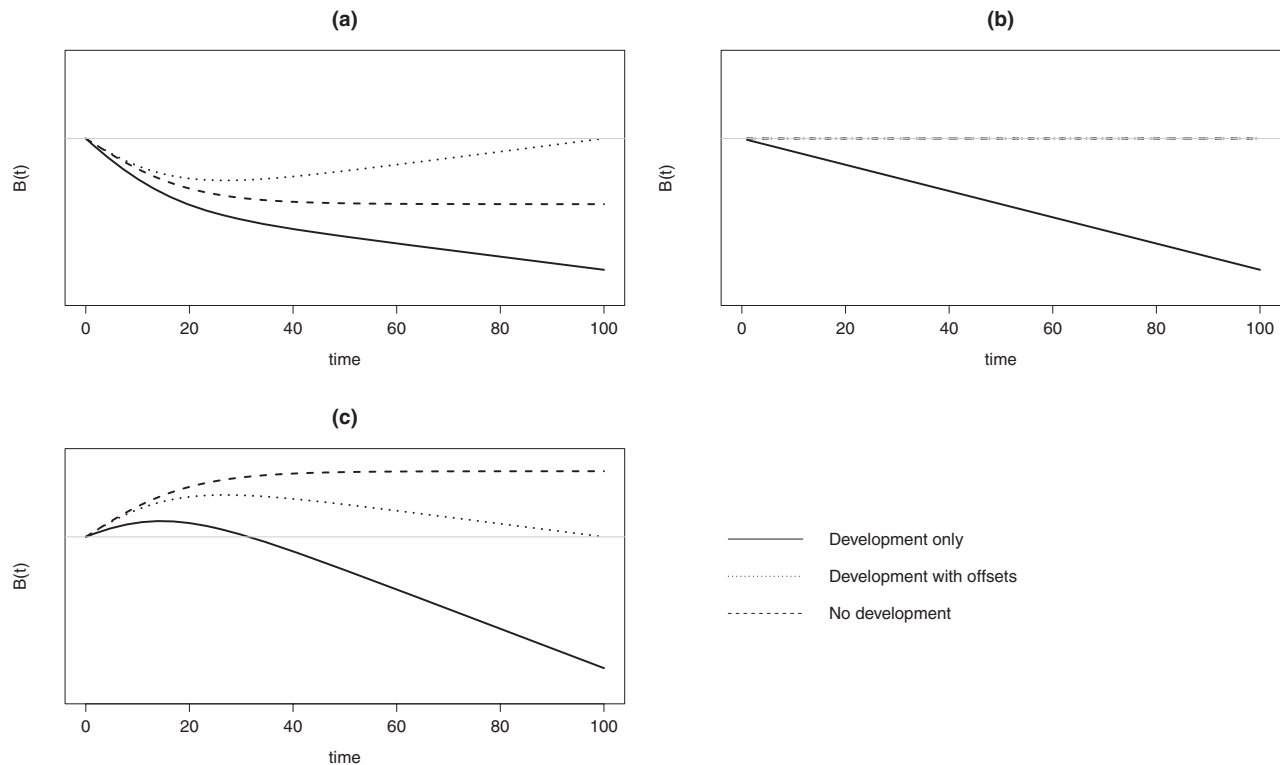 (a)
B(t)
0 20 40 60 80 100
time
(b)
B(t)
0 20 40 60 80 100
time
(c)
B(t)
0 20 40 60 80 100
time
Development only
Development with offsets
No development